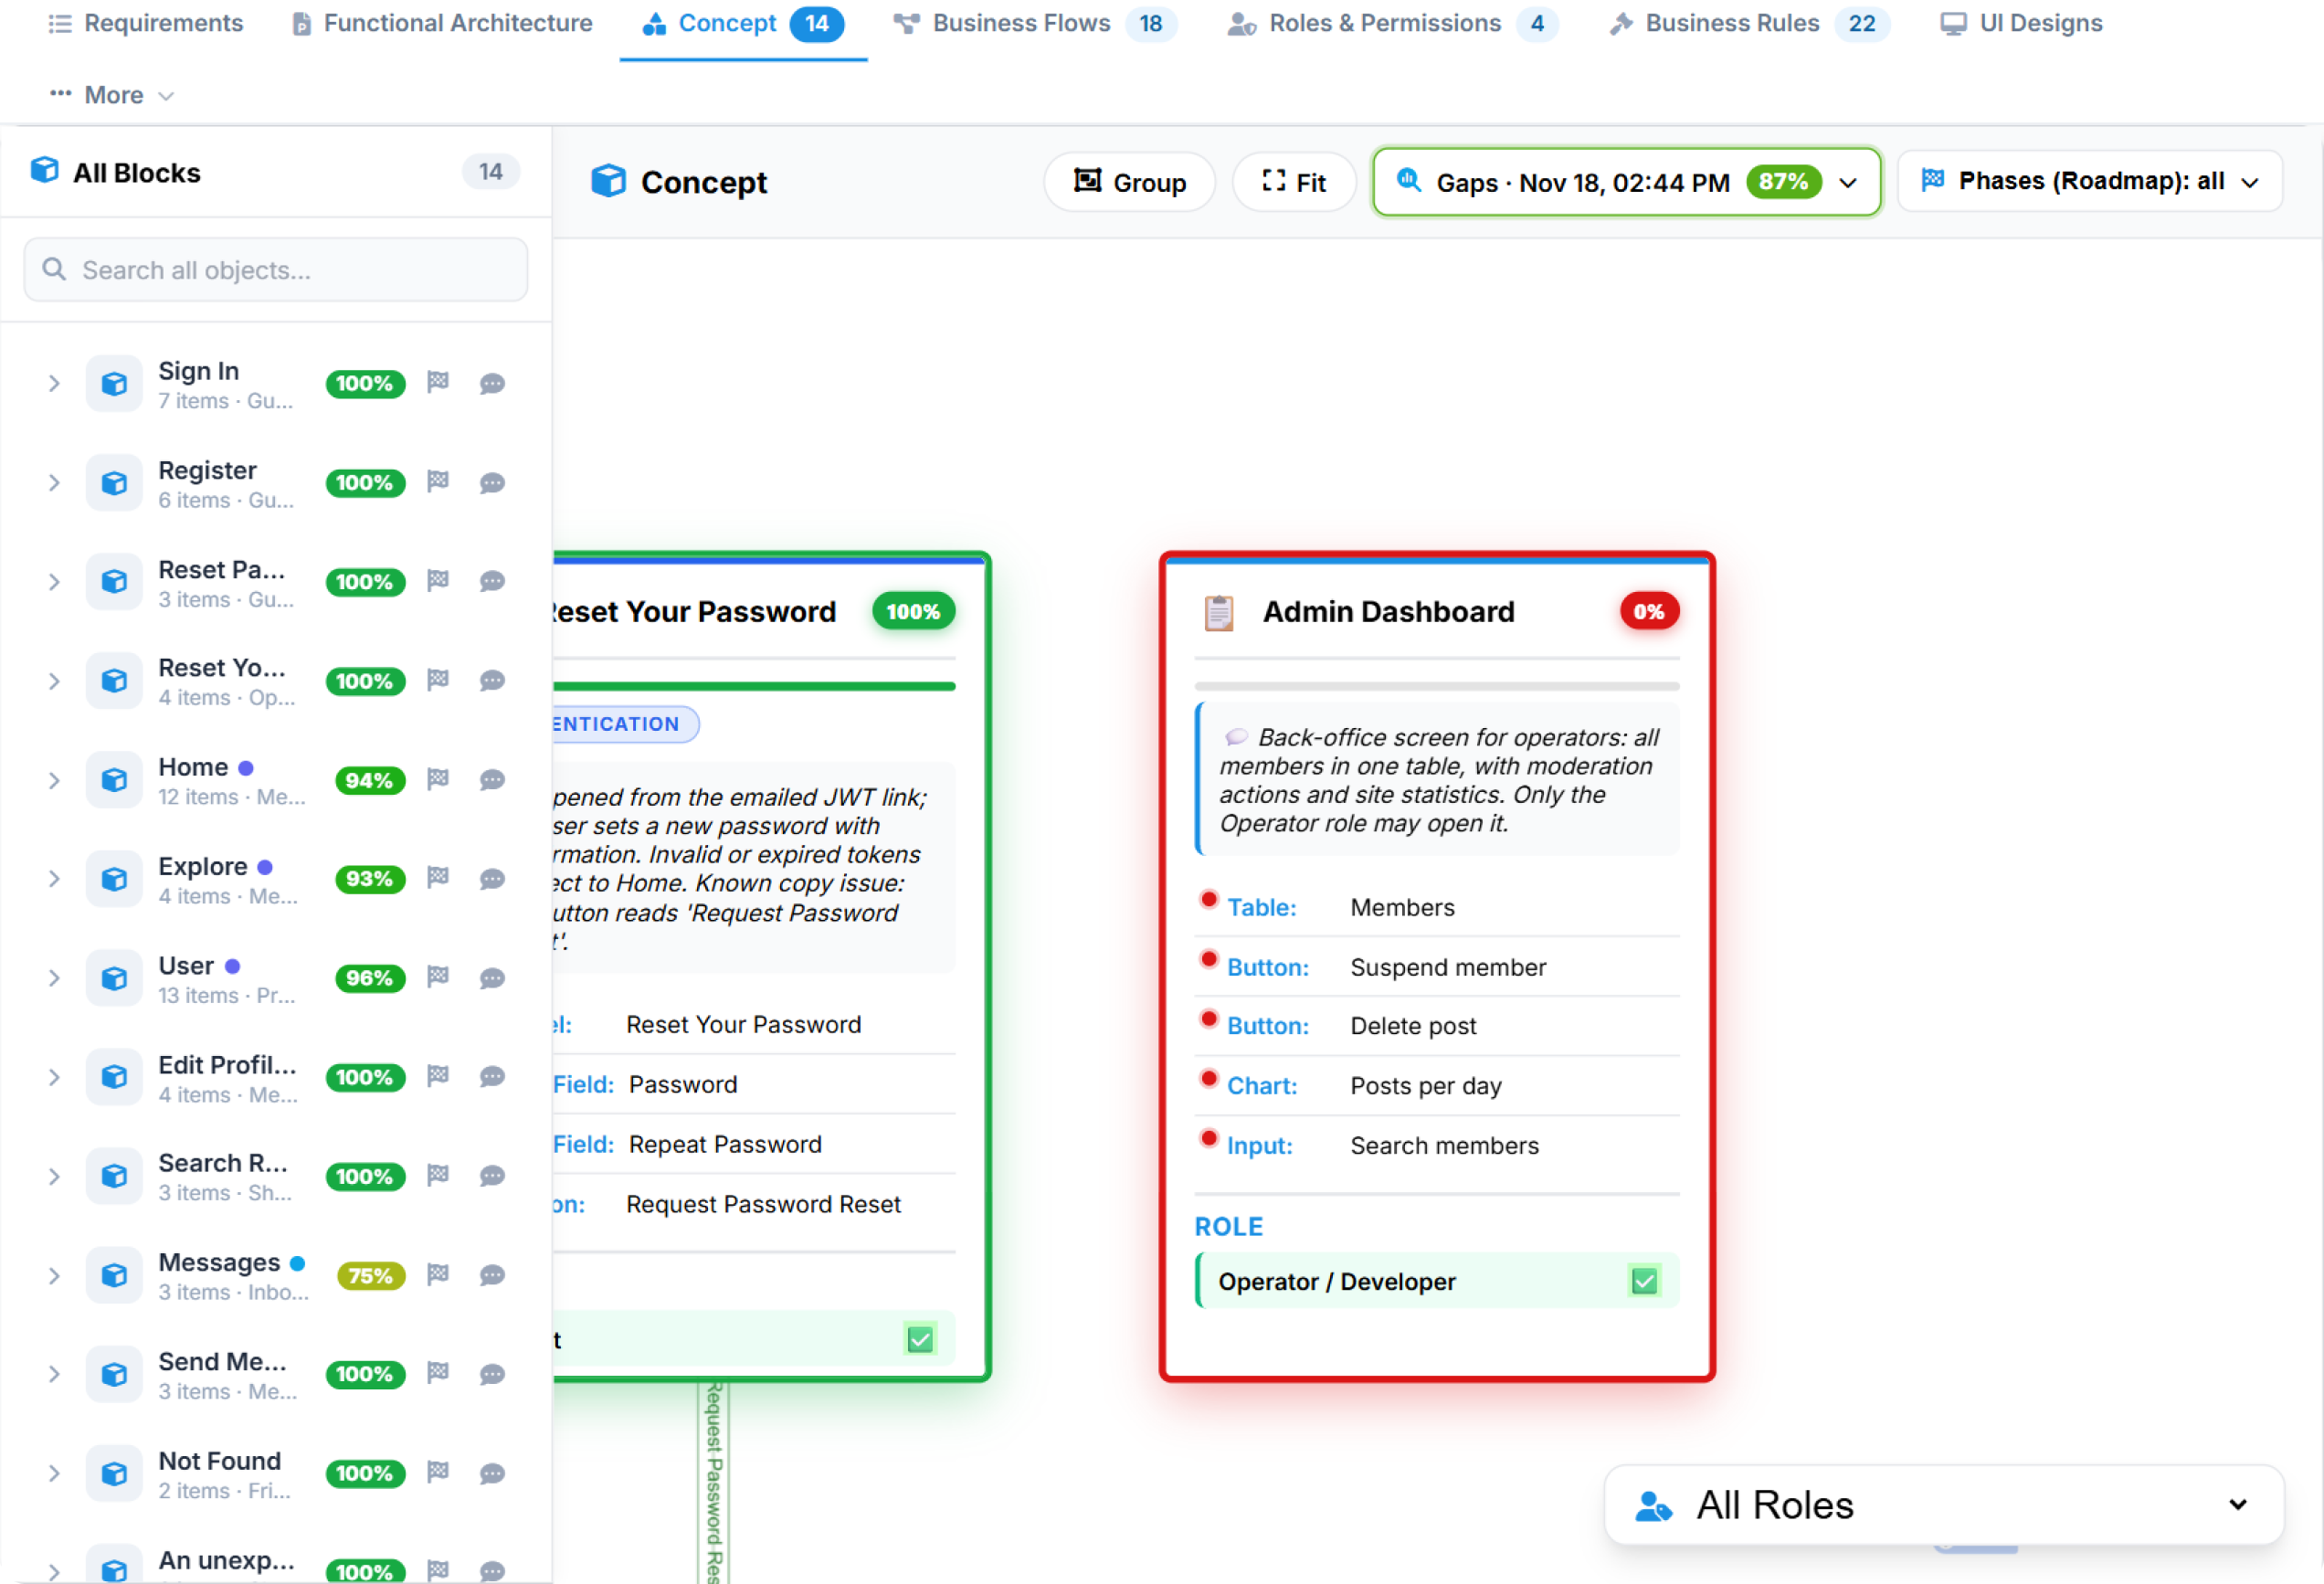 Requirements
Functional Architecture
Concept 14
Business Flows 18
Roles & Permissions 4
Business Rules 22
UI Designs
More
All Blocks 14
Search all objects...
Sign In
7 items · Gu...
100%
Register
6 items · Gu...
100%
Reset Pa...
3 items · Gu...
100%
Reset Yo...
4 items · Op...
100%
Home
12 items · Me...
94%
Explore
4 items · Me...
93%
User
13 items · Pr...
96%
Edit Profil...
4 items · Me...
100%
Search R...
3 items · Sh...
100%
Messages
3 items · Inbo...
75%
Send Me...
3 items · Me...
100%
Not Found
2 items · Fri...
100%
An unexp...
100%
Concept
Group
Fit
Gaps · Nov 18, 02:44 PM 87%
Phases (Roadmap): all
Reset Your Password 100%
ENTICATION
pened from the emailed JWT link;
ser sets a new password with
rmation. Invalid or expired tokens
ect to Home. Known copy issue:
utton reads 'Request Password
t'.
el: Reset Your Password
Field: Password
Field: Repeat Password
on: Request Password Reset
t
Request Password Res
Admin Dashboard 0%
Back-office screen for operators: all
members in one table, with moderation
actions and site statistics. Only the
Operator role may open it.
Table: Members
Button: Suspend member
Button: Delete post
Chart: Posts per day
Input: Search members
ROLE
Operator / Developer
All Roles